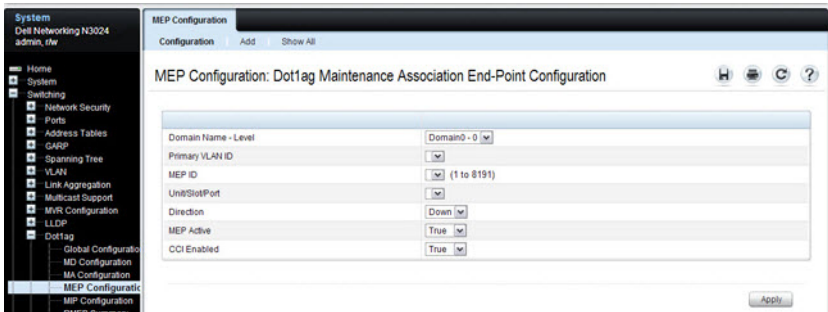 System
Dell Networking N3024
admin, r/w
Home
System
Switching
Network Security
Ports
Address Tables
GARP
Spanning Tree
VLAN
Link Aggregation
Multicast Support
MVR Configuration
LLDP
Dot1ag
Global Configuratio
MD Configuration
MA Configuration
MEP Configuratic
MIP Configuration
MEP Configuration
Configuration Add Show All
MEP Configuration: Dot1ag Maintenance Association End-Point Configuration
Domain Name - Level Domain0 - 0
Primary VLAN ID
MEP ID (1 to 8191)
Unit/Slot/Port
Direction Down
MEP Active True
CCI Enabled True
Apply